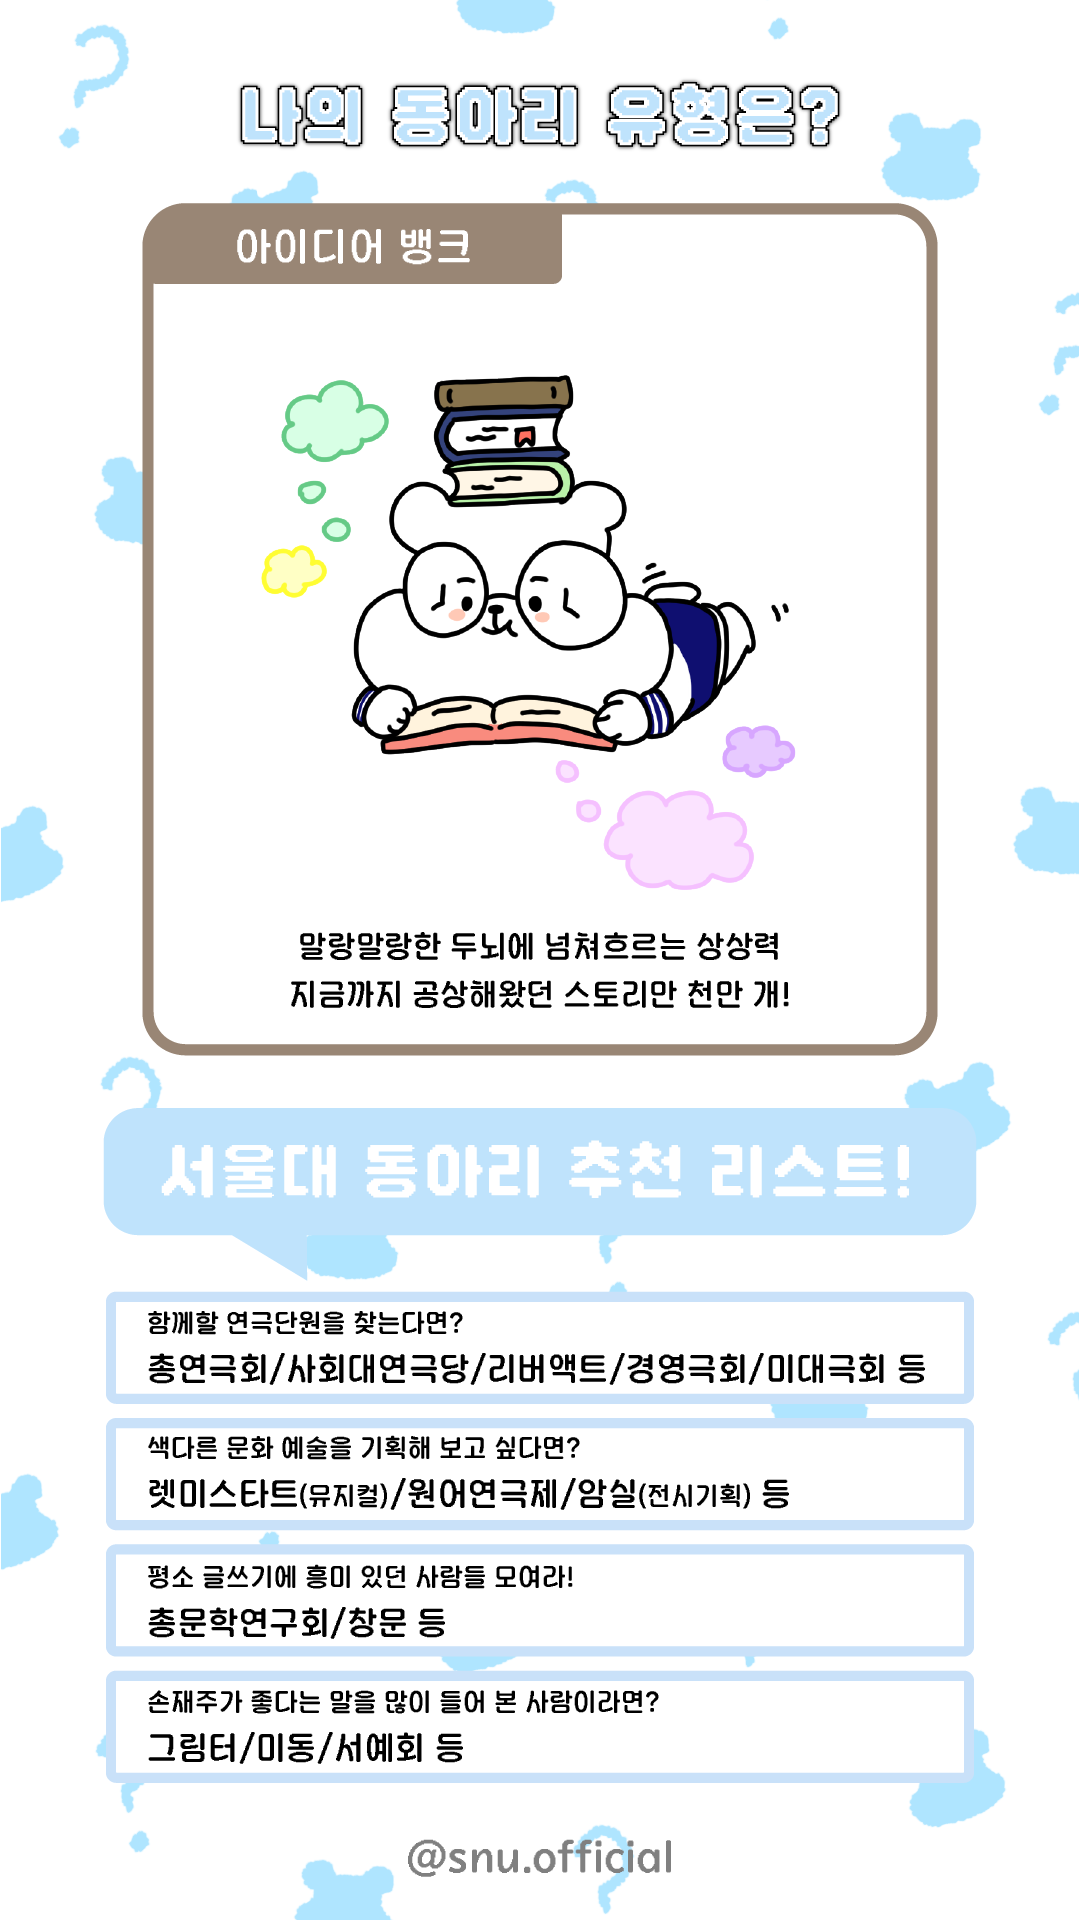 나의 동아리 유형은?
아이디어 뱅크
말랑말랑한 두뇌에 넘쳐흐르는 상상력
지금까지 공상해왔던 스토리만 천만 개!
서울대 동아리 추천 리스트!
함께할 연극단원을 찾는다면?
총연극회/사회대연극당/리버액트/경영극회/미대극회 등
색다른 문화 예술을 기획해 보고 싶다면?
렛미스타트(뮤지컬)/원어연극제/암실(전시기획) 등
평소 글쓰기에 흥미 있던 사람들 모여라!
총문학연구회/창문 등
손재주가 좋다는 말을 많이 들어 본 사람이라면?
그림터/미동/서예회 등
@snu.official